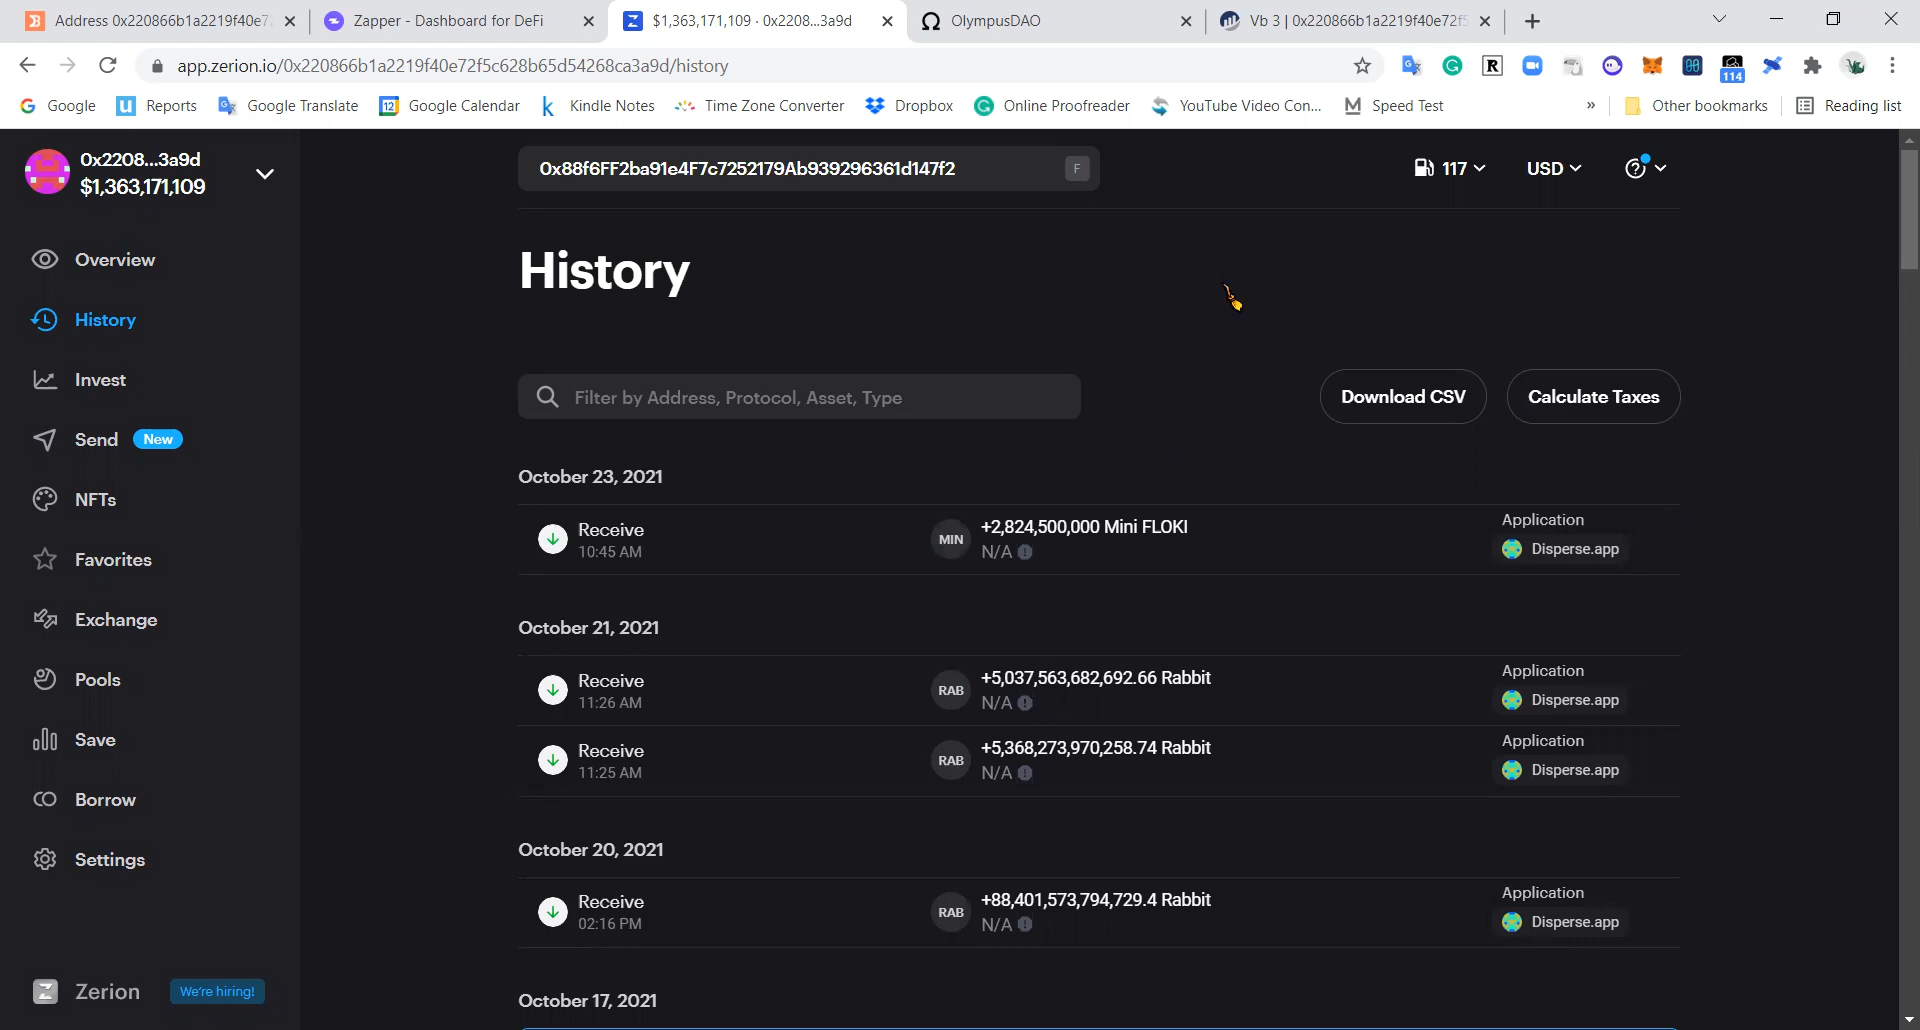 Address 0x220866b1a2219f40e7
Zapper - Dashboard for DeFi
$1,363,171,109 · 0x2208...3a9d
OlympusDAO
Vb 3 | 0x220866b1a2219f40e72f5
app.zerion.io/0x220866b1a2219f40e72f5c628b65d54268ca3a9d/history
114
Google
Reports
Google Translate
12
Google Calendar
Kindle Notes
Time Zone Converter
Dropbox
Online Proofreader
YouTube Video Con...
Speed Test
»
Other bookmarks
Reading list
0x2208...3a9d
$1,363,171,109
Overview
History
Invest
Send New
NFTs
Favorites
Exchange
Pools
Save
Borrow
Settings
Zerion We're hiring!
0x88f6FF2ba91e4F7c7252179Ab939296361d147f2 F
117
USD
History
Filter by Address, Protocol, Asset, Type
Download CSV
Calculate Taxes
October 23, 2021
Receive
10:45 AM
MIN
+2,824,500,000 Mini FLOKI
N/A
Application
Disperse.app
October 21, 2021
Receive
11:26 AM
RAB
+5,037,563,682,692.66 Rabbit
N/A
Application
Disperse.app
Receive
11:25 AM
RAB
+5,368,273,970,258.74 Rabbit
N/A
Application
Disperse.app
October 20, 2021
Receive
02:16 PM
RAB
+88,401,573,794,729.4 Rabbit
N/A
Application
Disperse.app
October 17, 2021